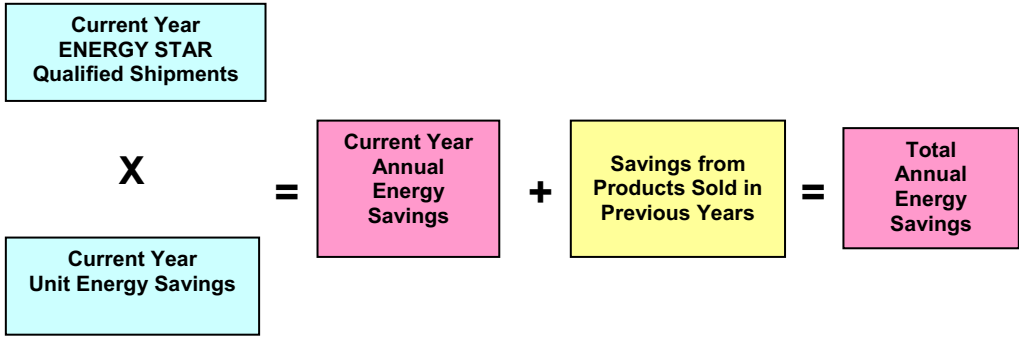 Current Year
ENERGY STAR
Qualified Shipments
X
Current Year
Unit Energy Savings
=
Current Year
Annual
Energy
Savings
+
Savings from
Products Sold in
Previous Years
=
Total
Annual
Energy
Savings